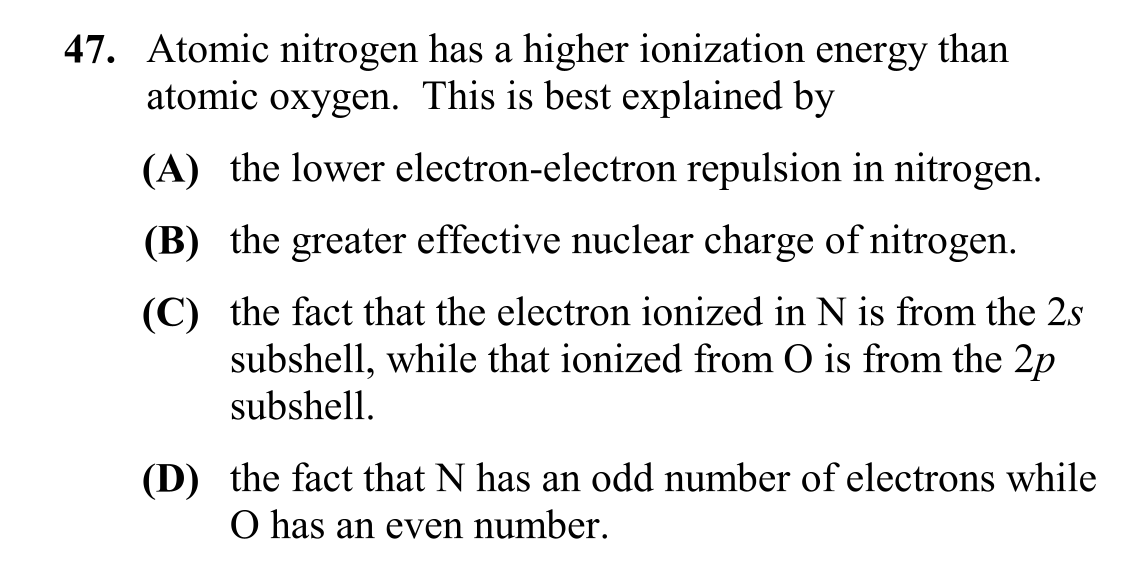 47. Atomic nitrogen has a higher ionization energy than
atomic oxygen. This is best explained by
(A) the lower electron-electron repulsion in nitrogen.
(B) the greater effective nuclear charge of nitrogen.
(C) the fact that the electron ionized in N is from the 2s
subshell, while that ionized from O is from the 2p
subshell.
(D) the fact that N has an odd number of electrons while
O has an even number.